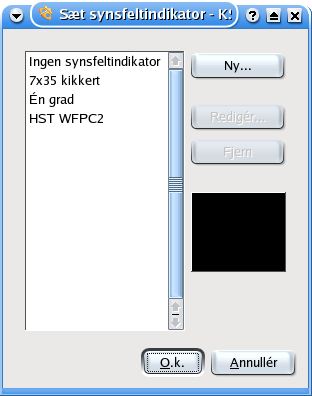 Sæt synsfeltindikator - K!
Ingen synsfeltindikator
7x35 kikkert
Én grad
HST WFPC2
Ny...
Redigér...
Fjern
O.k.
Annullér